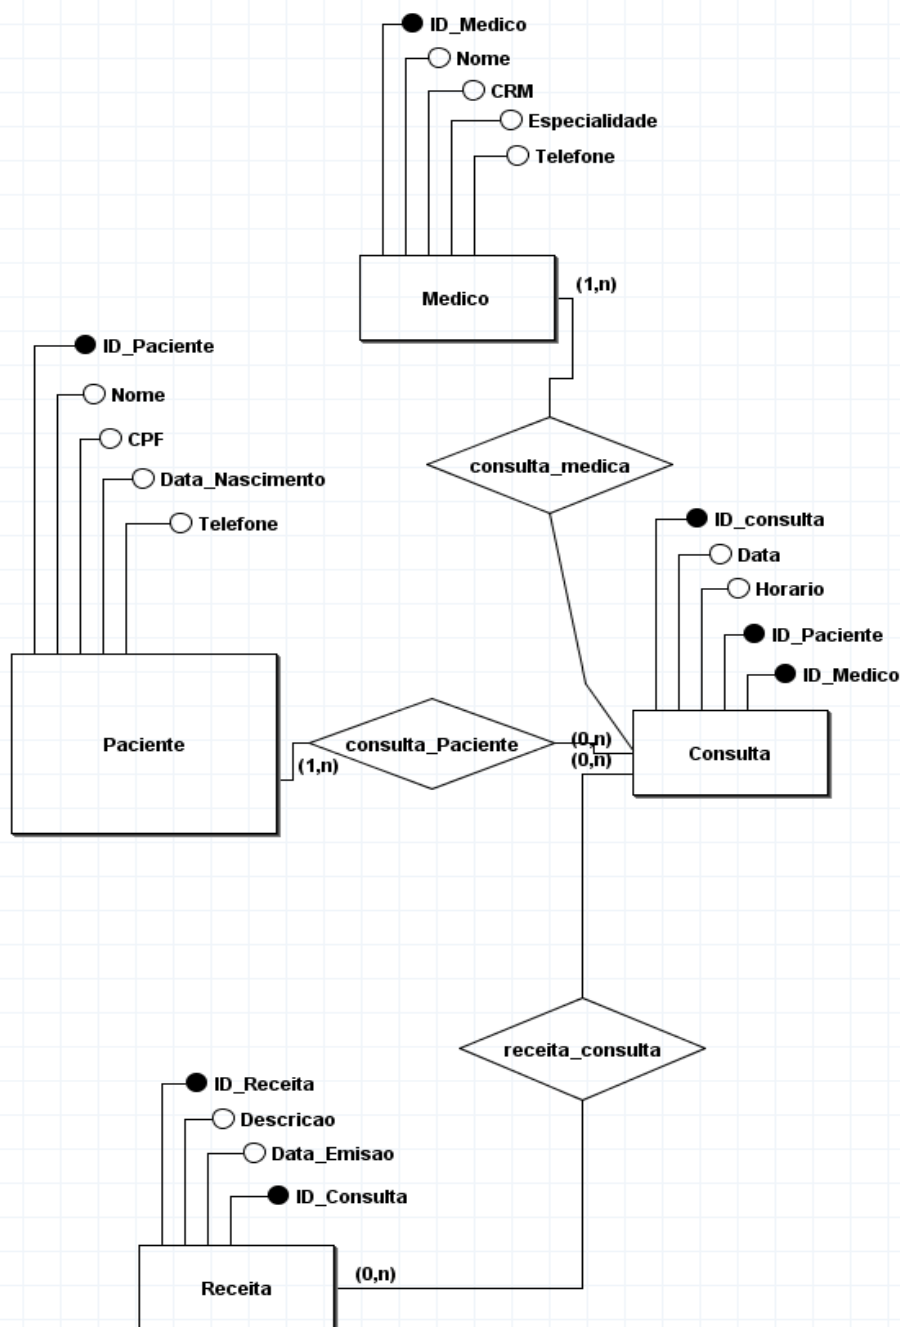 ID_Medico
Nome
CRM
Especialidade
Telefone
Medico
(1,n)
consulta_medica
ID_Paciente
Nome
CPF
Data_Nascimento
Telefone
Paciente
(1,n)
consulta_Paciente
(0,n)
(0,n)
ID_consulta
Data
Horario
ID_Paciente
ID_Medico
Consulta
receita_consulta
ID_Receita
Descricao
Data_Emisao
ID_Consulta
Receita
(0,n)